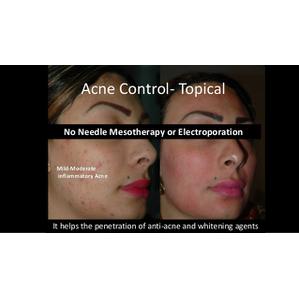 Acne Control- Topical
No Needle Mesotherapy or Electroporation
Mild-Moderate
inflammatory Acne
It helps the penetration of anti-acne and whitening agents